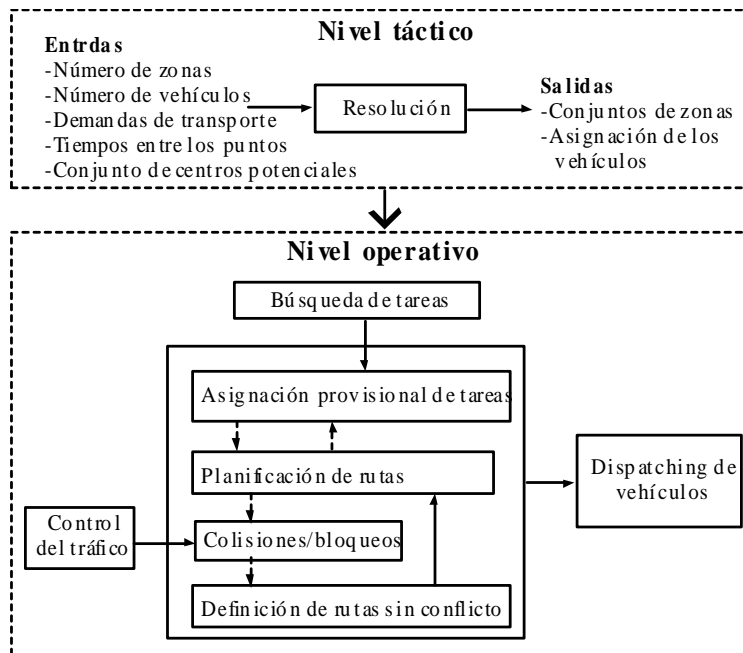 Nivel táctico
Entrdas
-Número de zonas
-Número de vehículos
-Demandas de transporte
-Tiempos entre los puntos
-Conjunto de centros potenciales
Resolución
Salidas
-Conjuntos de zonas
-Asignación de los
vehículos
Nivel operativo
Búsqueda de tareas
Asignación provisional de tareas
Planificación de rutas
Control
del tráfico
Colisiones/bloqueos
Definición de rutas sin conflicto
Dispatching de
vehículos